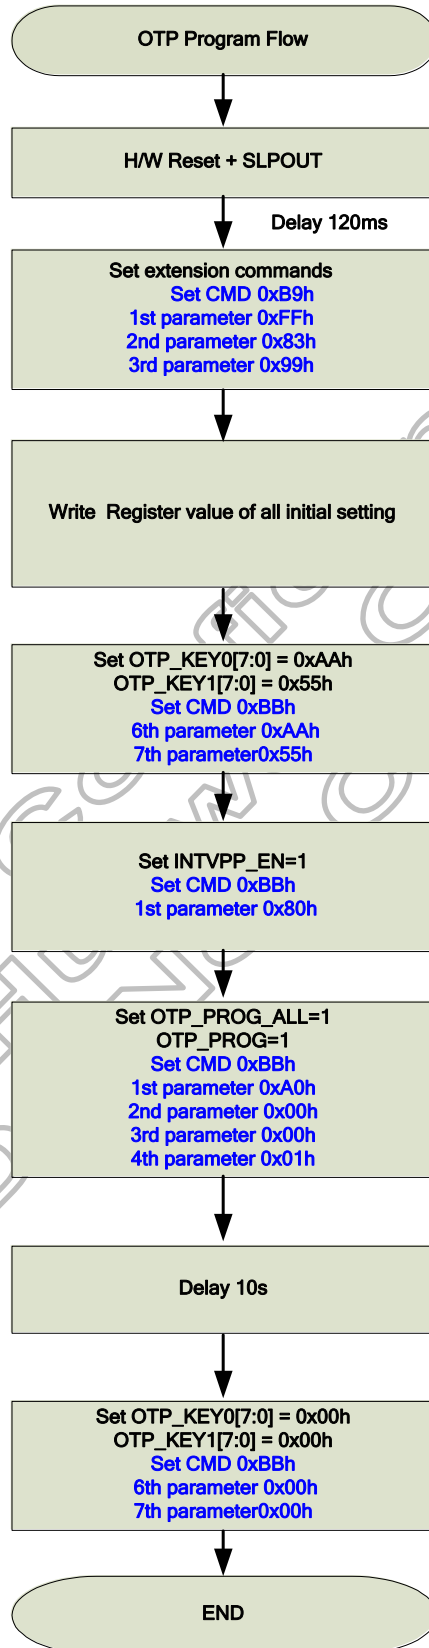 OTP Program Flow
H/W Reset + SLPOUT
Delay 120ms
Set extension commands
Set CMD 0xB9h
1st parameter 0xFFh
2nd parameter 0x83h
3rd parameter 0x99h
Write Register value of all initial setting
Set OTP_KEY0[7:0] = 0xAAh
OTP_KEY1[7:0] = 0x55h
Set CMD 0xBBh
6th parameter 0xAAh
7th parameter0x55h
Set INTVPP_EN=1
Set CMD 0xBBh
1st parameter 0x80h
Set OTP_PROG_ALL=1
OTP_PROG=1
Set CMD 0xBBh
1st parameter 0xA0h
2nd parameter 0x00h
3rd parameter 0x00h
4th parameter 0x01h
Delay 10s
Set OTP_KEY0[7:0] = 0x00h
OTP_KEY1[7:0] = 0x00h
Set CMD 0xBBh
6th parameter 0x00h
7th parameter0x00h
END